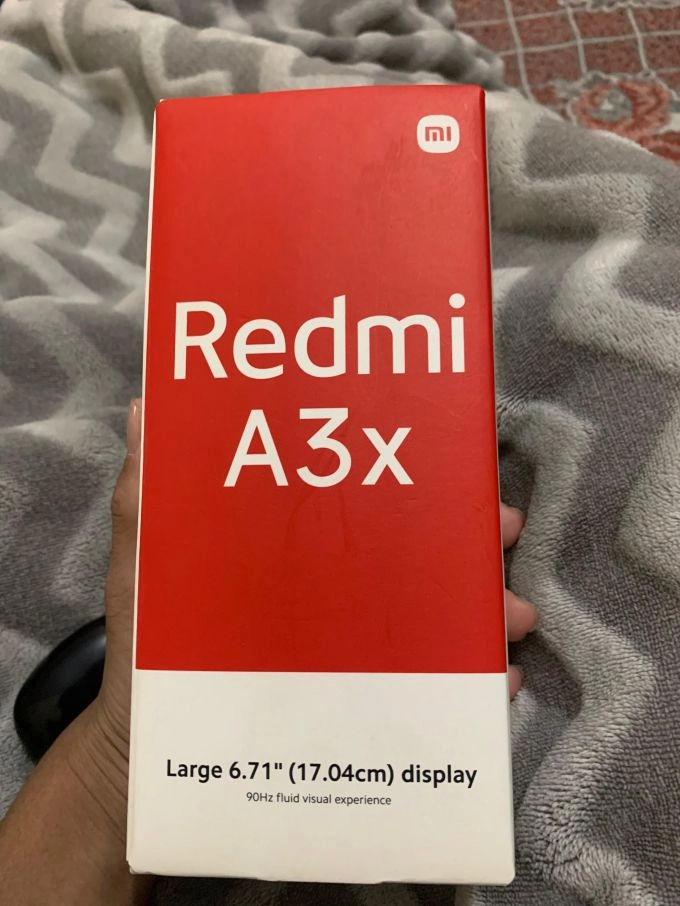 mi
Redmi
A3x
Large 6.71" (17.04cm) display
90Hz fluid visual experience